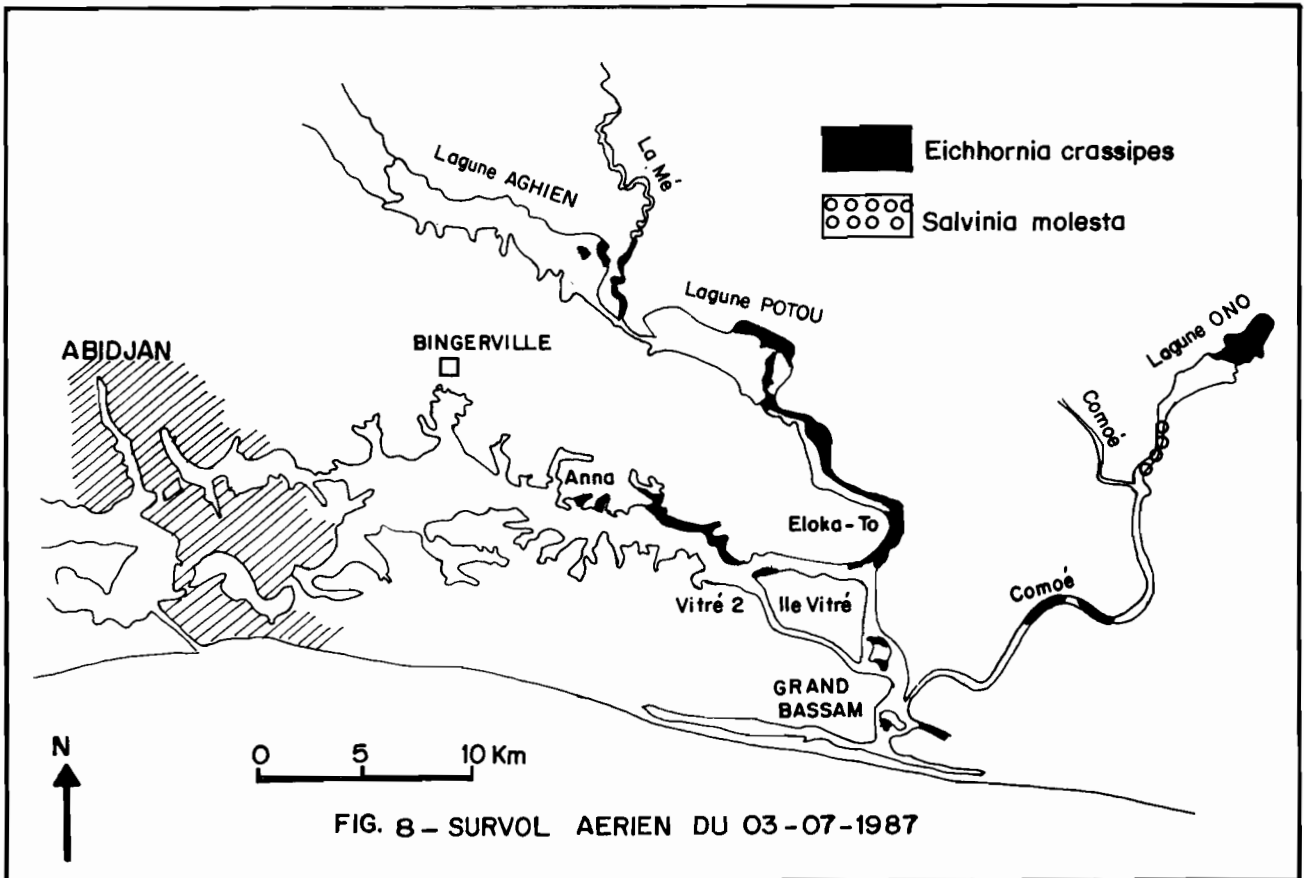 La Mé
Lagune AGHIEN
Eichhornia crassipes
Salvinia molesta
Lagune POTOU
Lagune ONO
ABIDJAN
BINGERVILLE
Comoé
Anna
Eloka-To
Comoé
Vitré 2
Ile Vitré
GRAND
BASSAM
N
0 5 10 Km
FIG. 8 - SURVOL AERIEN DU 03-07-1987